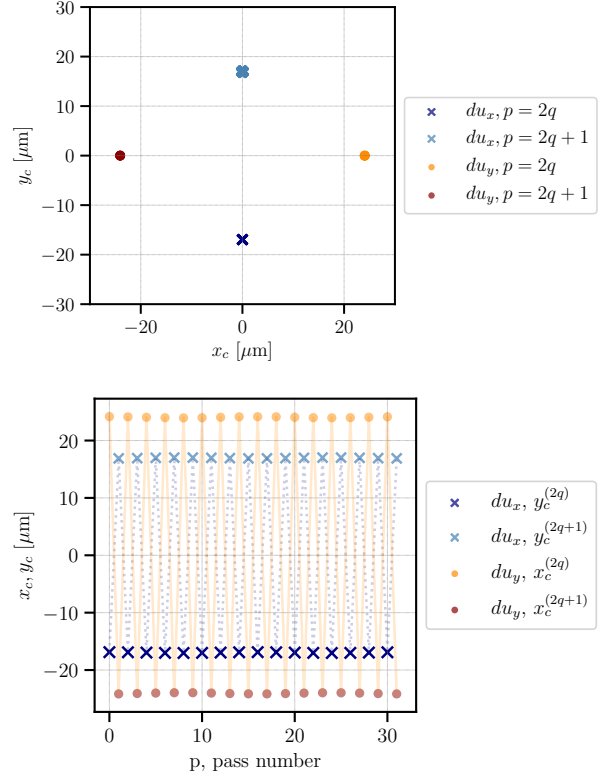 30
20
10
0
−10
−20
−30
y_c [μm]
−20
0
20
x_c [μm]
du_x, p = 2q
du_x, p = 2q + 1
du_y, p = 2q
du_y, p = 2q + 1
20
10
0
−10
−20
x_c, y_c [μm]
0
10
20
30
p, pass number
du_x, y_c^(2q)
du_x, y_c^(2q+1)
du_y, x_c^(2q)
du_y, x_c^(2q+1)